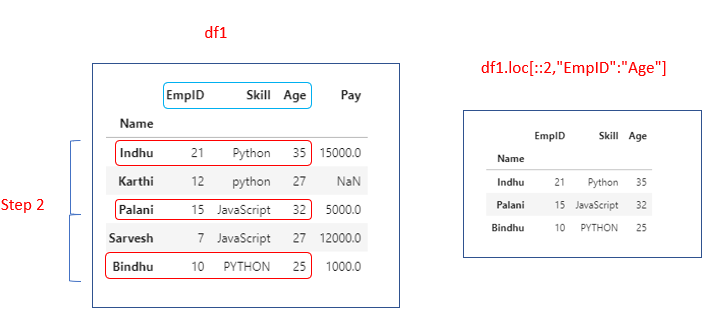 df1
EmpID Skill Age Pay
Name
Indhu 21 Python 35 15000.0
Karthi 12 python 27 NaN
Palani 15 JavaScript 32 5000.0
Sarvesh 7 JavaScript 27 12000.0
Bindhu 10 PYTHON 25 1000.0
Step 2
df1.loc[::2,"EmpID":"Age"]
EmpID Skill Age
Name
Indhu 21 Python 35
Palani 15 JavaScript 32
Bindhu 10 PYTHON 25